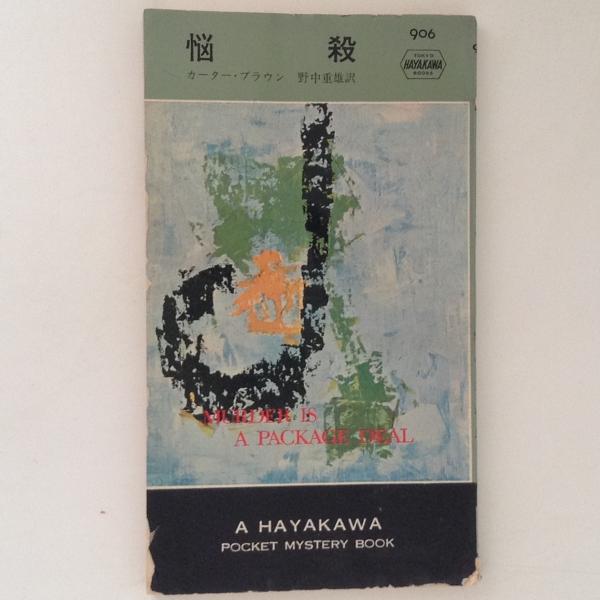 悩 殺
906
カーター・ブラウン 野中重雄訳
TOKYO
HAYAKAWA
BOOKS
MURDER IS
A PACKAGE DEAL
A HAYAKAWA
POCKET MYSTERY BOOK